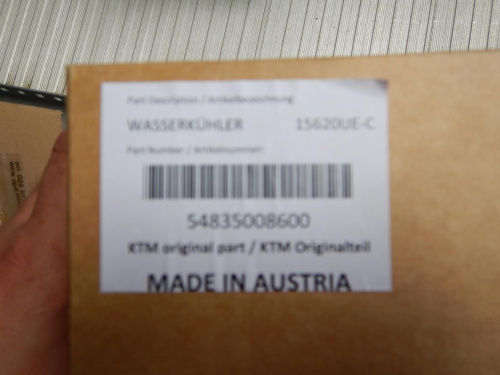 Part Description / Artikelbezeichnung
WASSERKÜHLER 15620UE-C
Part Number / Artikelnummer:
54835008600
KTM original part / KTM Originalteil
MADE IN AUSTRIA